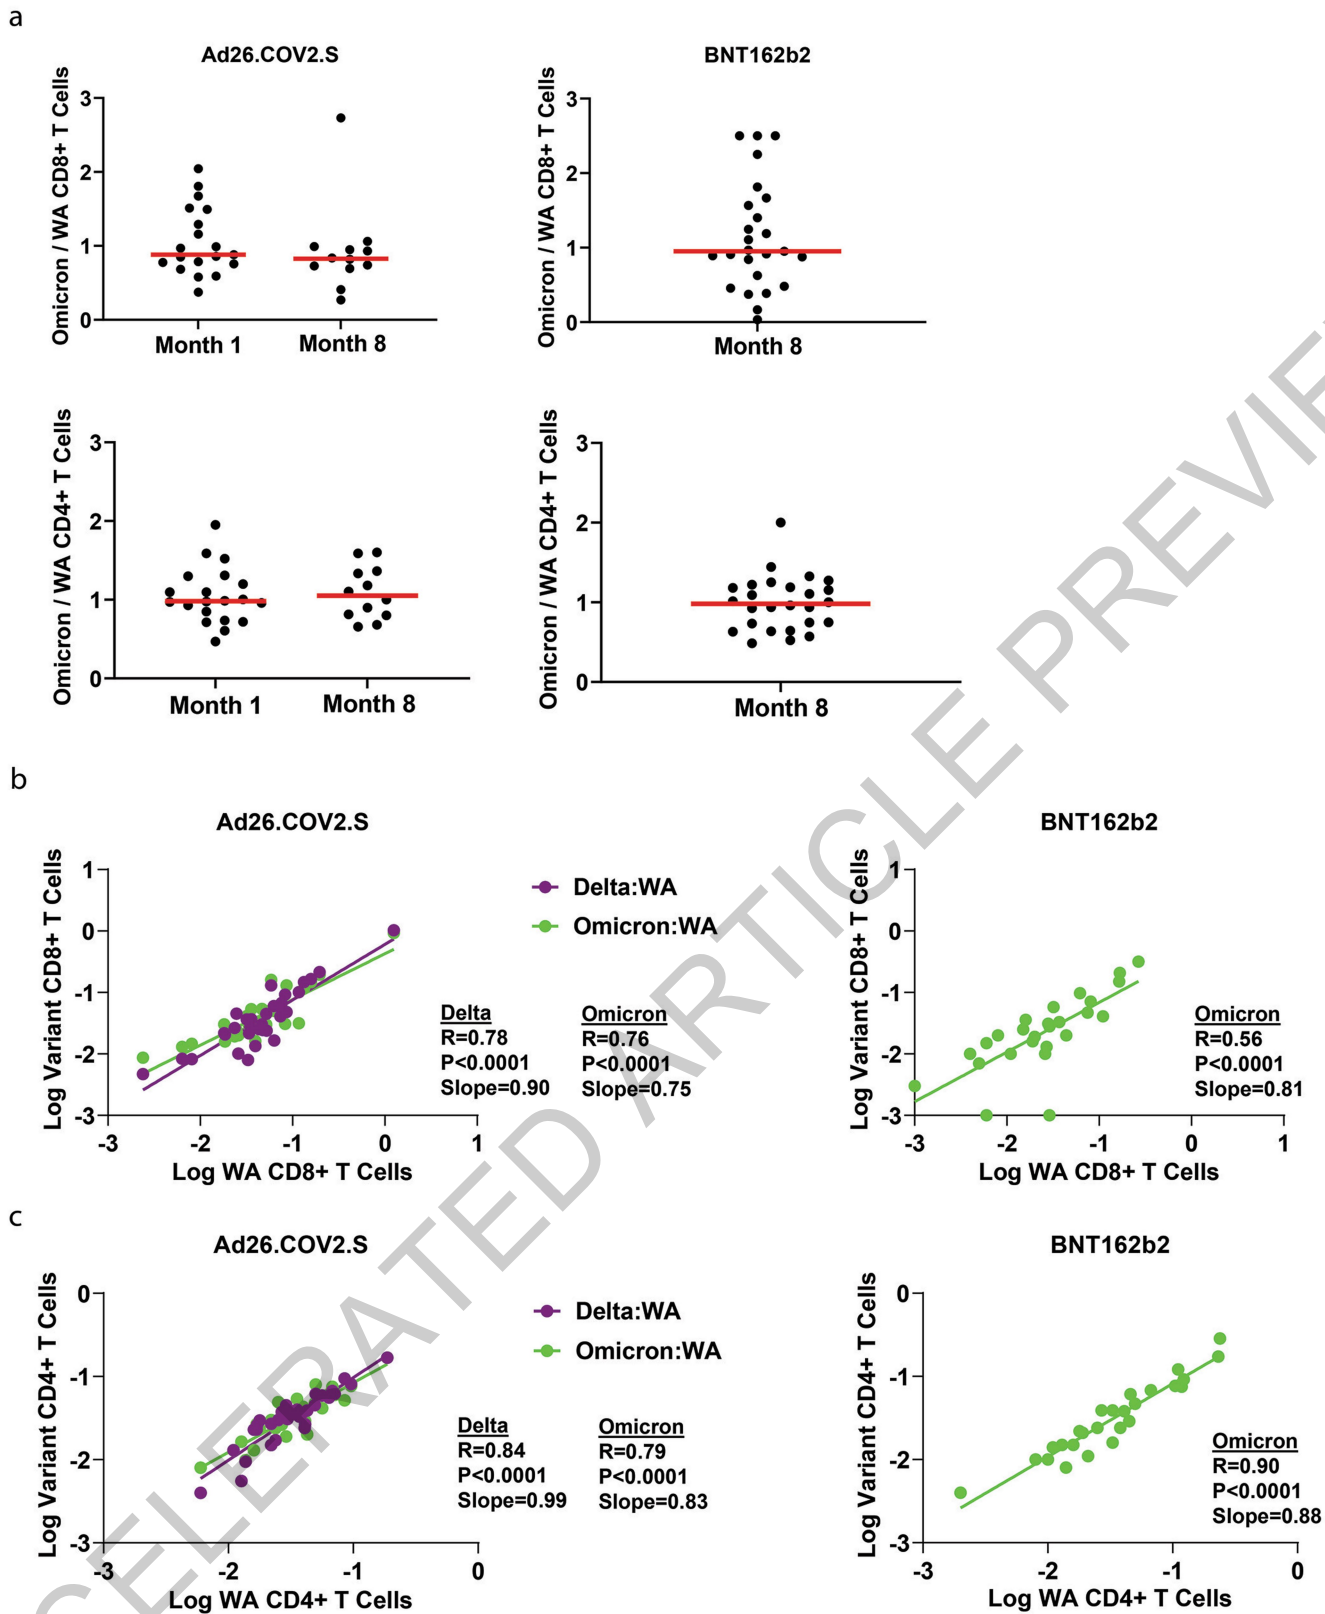 a
Ad26.COV2.S
BNT162b2
Omicron / WA CD8+ T Cells
3
2
1
0
Month 1
Month 8
Omicron / WA CD8+ T Cells
3
2
1
0
Month 8
Omicron / WA CD4+ T Cells
3
2
1
0
Month 1
Month 8
Omicron / WA CD4+ T Cells
3
2
1
0
Month 8
b
Ad26.COV2.S
BNT162b2
Log Variant CD8+ T Cells
1
0
-1
-2
-3
-3 -2 -1 0 1
Log WA CD8+ T Cells
Delta:WA
Omicron:WA
Delta
R=0.78
P<0.0001
Slope=0.90
Omicron
R=0.76
P<0.0001
Slope=0.75
Log Variant CD8+ T Cells
1
0
-1
-2
-3
-3 -2 -1 0 1
Log WA CD8+ T Cells
Omicron
R=0.56
P<0.0001
Slope=0.81
c
Ad26.COV2.S
BNT162b2
Log Variant CD4+ T Cells
0
-1
-2
-3
-3 -2 -1 0
Log WA CD4+ T Cells
Delta:WA
Omicron:WA
Delta
R=0.84
P<0.0001
Slope=0.99
Omicron
R=0.79
P<0.0001
Slope=0.83
Log Variant CD4+ T Cells
0
-1
-2
-3
-3 -2 -1 0
Log WA CD4+ T Cells
Omicron
R=0.90
P<0.0001
Slope=0.88
CELERATED ARTICLE PREVIE